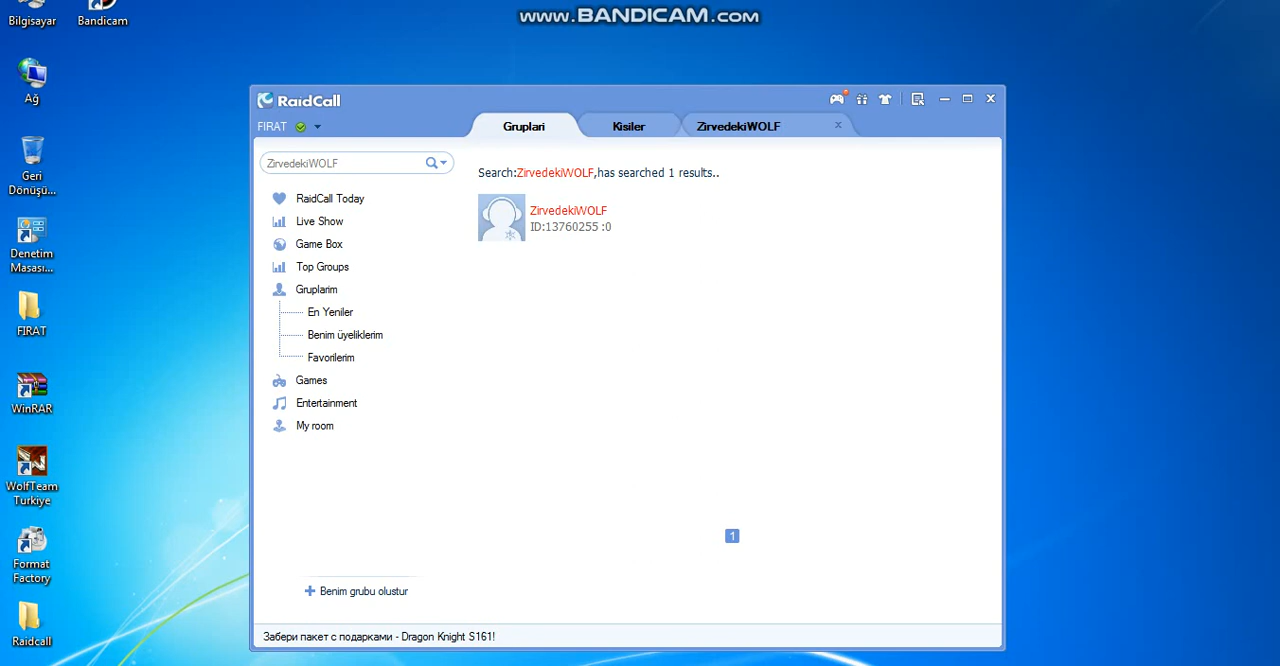 www.BANDICAM.com
Bilgisayar
Bandicam
Ağ
Geri
Dönüşü...
Denetim
Masası...
FIRAT
WinRAR
WolfTeam
Turkiye
Format
Factory
Raidcall
RaidCall
FIRAT
Gruplari
Kisiler
ZirvedekiWOLF
ZirvedekiWOLF
RaidCall Today
Live Show
Game Box
Top Groups
Gruplarim
En Yeniler
Benim üyeliklerim
Favorilerim
Games
Entertainment
My room
Benim grubu olustur
Search:ZirvedekiWOLF,has searched 1 results..
ZirvedekiWOLF
ID:13760255 :0
1
Забери пакет с подарками - Dragon Knight S161!